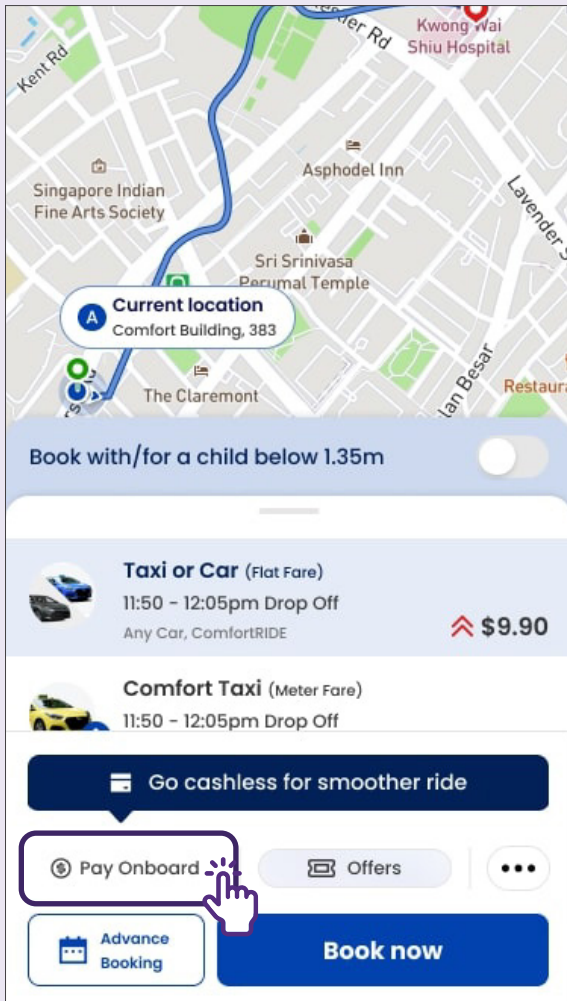 Kwong Wai
Shiu Hospital
Kent Rd
Asphodel Inn
Singapore Indian
Fine Arts Society
Lavender S
Sri Srinivasa
Perumal Temple
A
Current location
Comfort Building, 383
The Claremont
lan Besar
Restaura
Book with/for a child below 1.35m
Taxi or Car (Flat Fare)
11:50 - 12:05pm Drop Off
Any Car, ComfortRIDE
$9.90
Comfort Taxi (Meter Fare)
11:50 - 12:05pm Drop Off
Go cashless for smoother ride
Pay Onboard
Offers
Advance
Booking
Book now